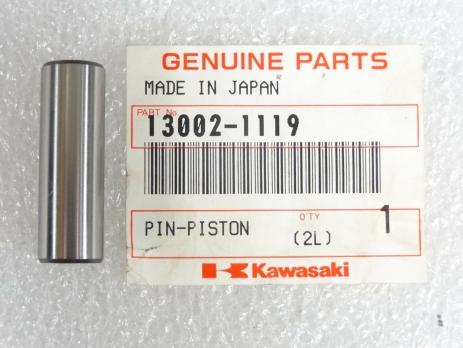 GENUINE PARTS
MADE IN JAPAN
PART No.
13002-1119
PIN-PISTON
Q'TY
(2L)
1
Kawasaki